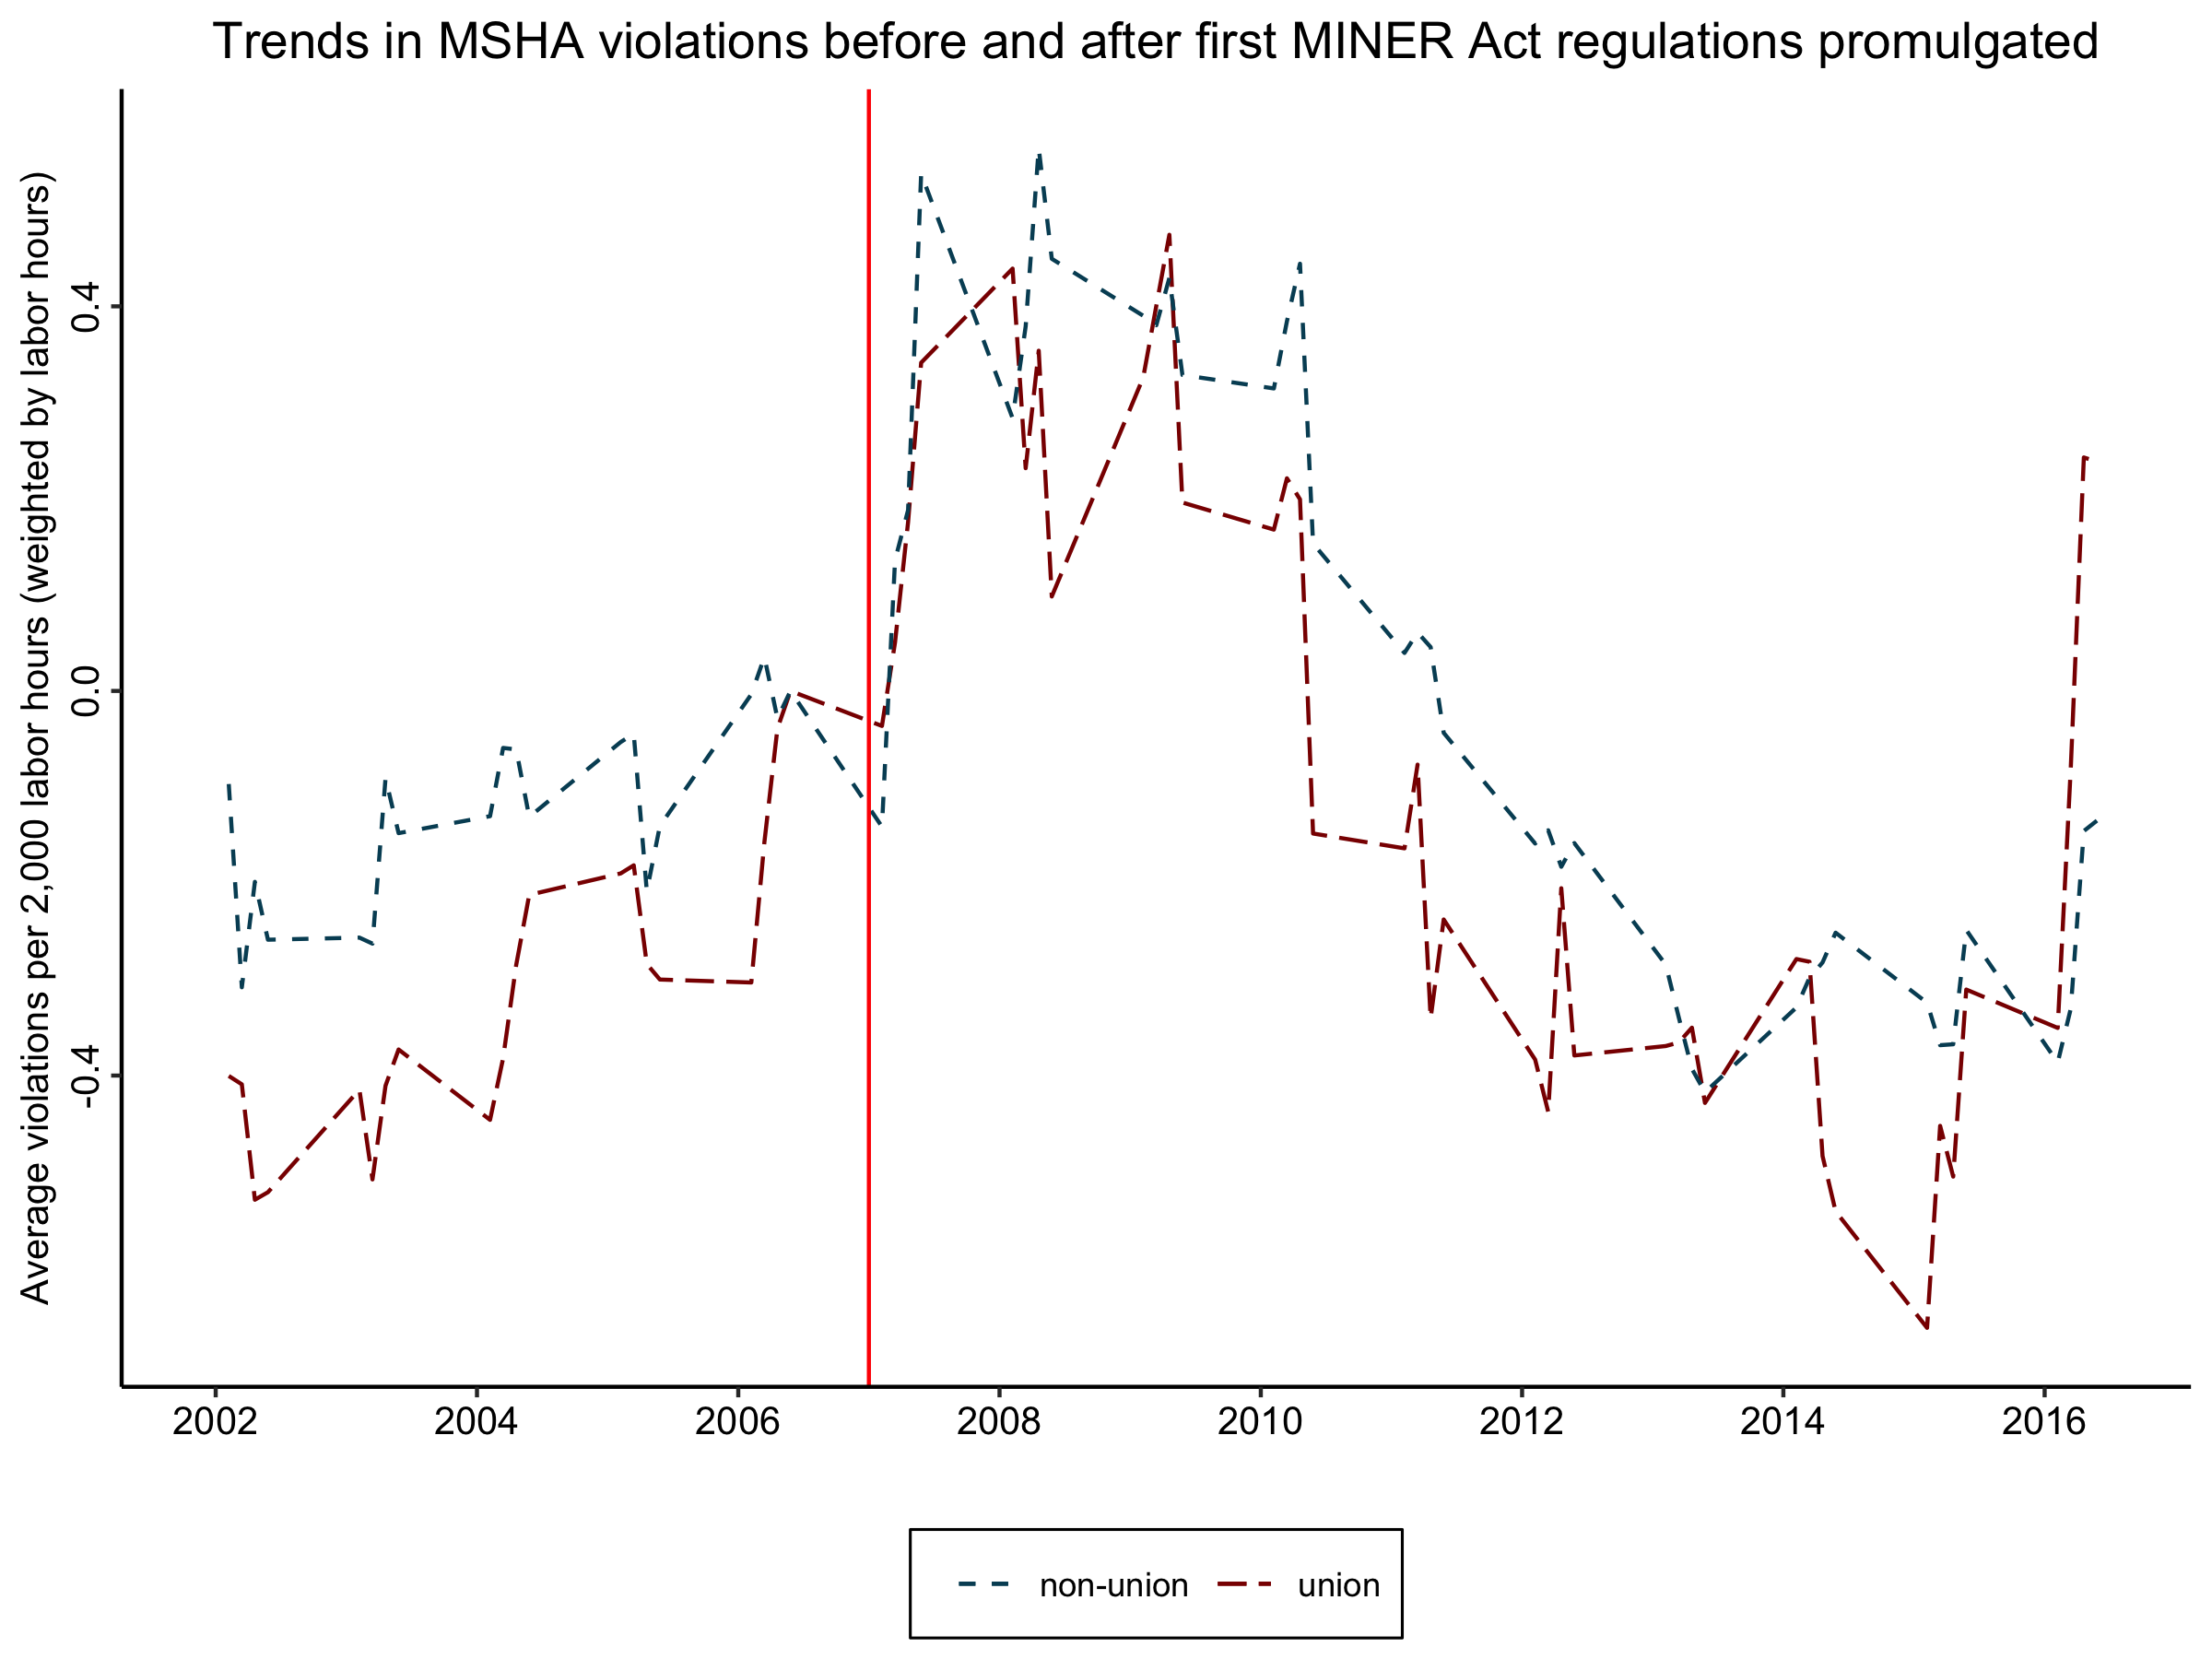 Trends in MSHA violations before and after first MINER Act regulations promulgated
Average violations per 2,000 labor hours (weighted by labor hours)
0.4
0.0
-0.4
2002 2004 2006 2008 2010 2012 2014 2016
non-union union